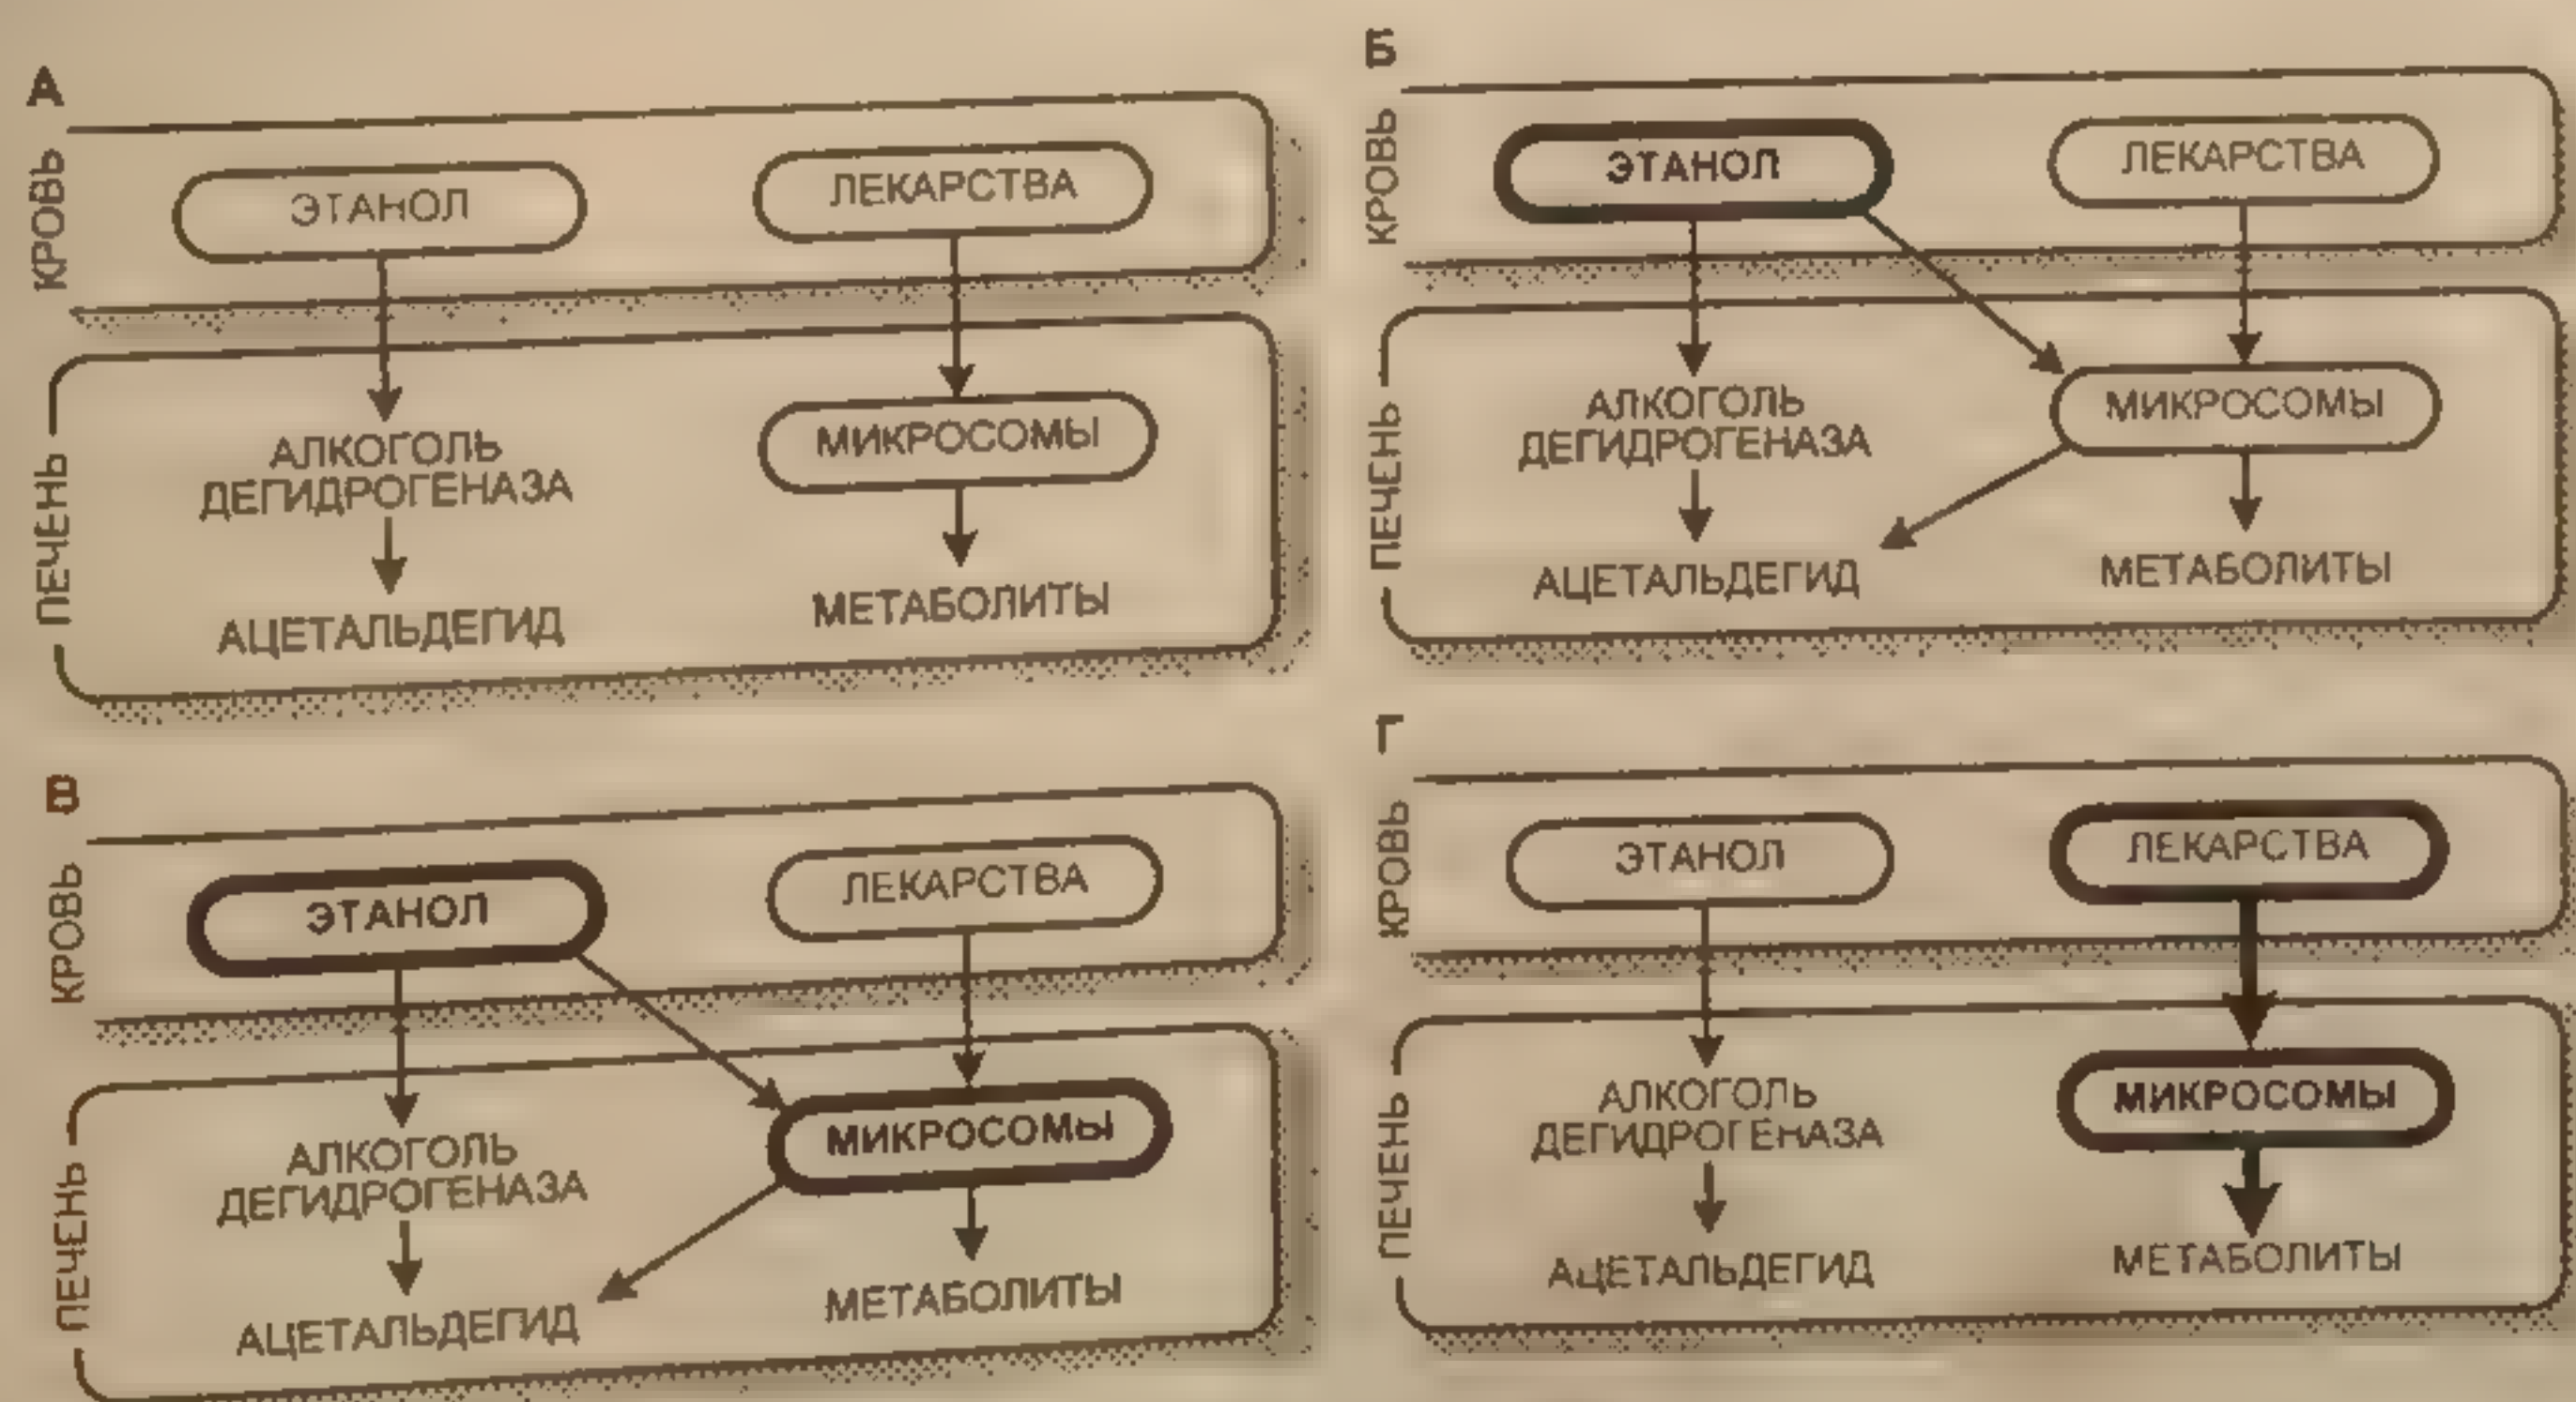 А
КРОВЬ
ЭТАНОЛ
ЛЕКАРСТВА
ПЕЧЕНЬ
АЛКОГОЛЬ
ДЕГИДРОГЕНАЗА
МИКРОСОМЫ
АЦЕТАЛЬДЕГИД
МЕТАБОЛИТЫ
Б
КРОВЬ
ЭТАНОЛ
ЛЕКАРСТВА
ПЕЧЕНЬ
АЛКОГОЛЬ
ДЕГИДРОГЕНАЗА
МИКРОСОМЫ
АЦЕТАЛЬДЕГИД
МЕТАБОЛИТЫ
В
КРОВЬ
ЭТАНОЛ
ЛЕКАРСТВА
ПЕЧЕНЬ
АЛКОГОЛЬ
ДЕГИДРОГЕНАЗА
МИКРОСОМЫ
АЦЕТАЛЬДЕГИД
МЕТАБОЛИТЫ
Г
КРОВЬ
ЭТАНОЛ
ЛЕКАРСТВА
ПЕЧЕНЬ
АЛКОГОЛЬ
ДЕГИДРОГЕНАЗА
МИКРОСОМЫ
АЦЕТАЛЬДЕГИД
МЕТАБОЛИТЫ